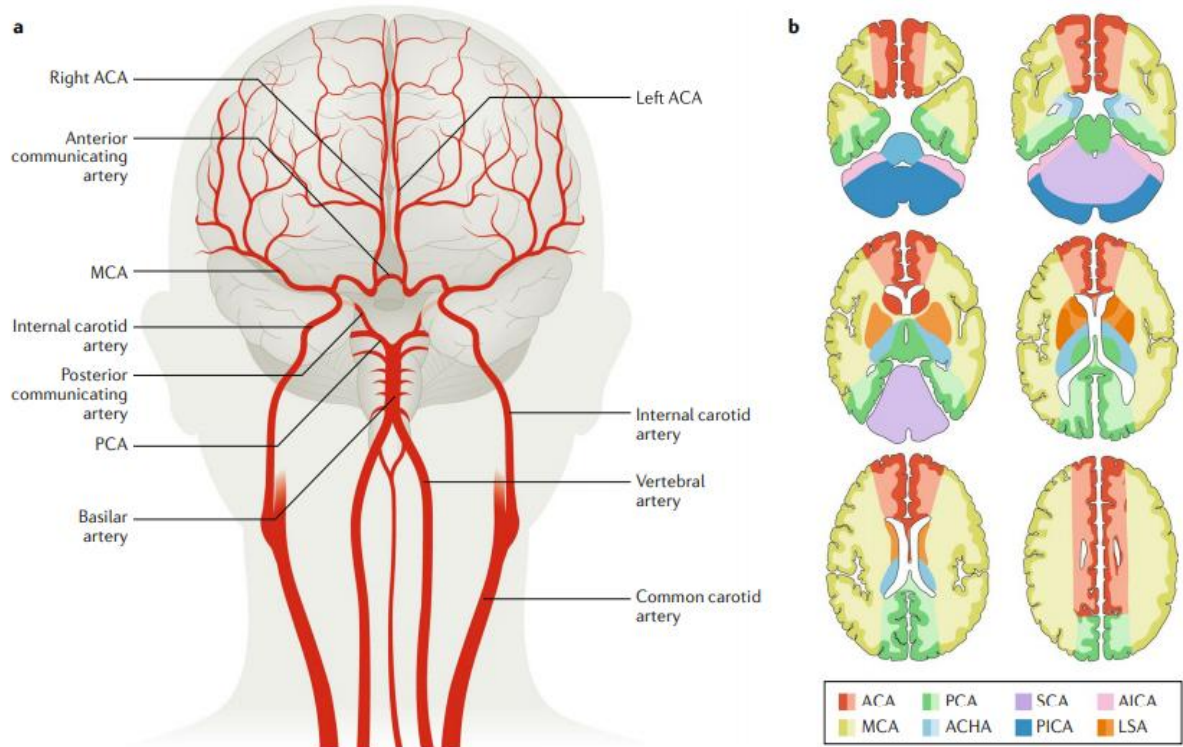 a
Right ACA
Anterior
communicating
artery
MCA
Internal carotid
artery
Posterior
communicating
artery
PCA
Basilar
artery
Left ACA
Internal carotid
artery
Vertebral
artery
Common carotid
artery
b
ACA
PCA
SCA
AICA
MCA
ACHA
PICA
LSA